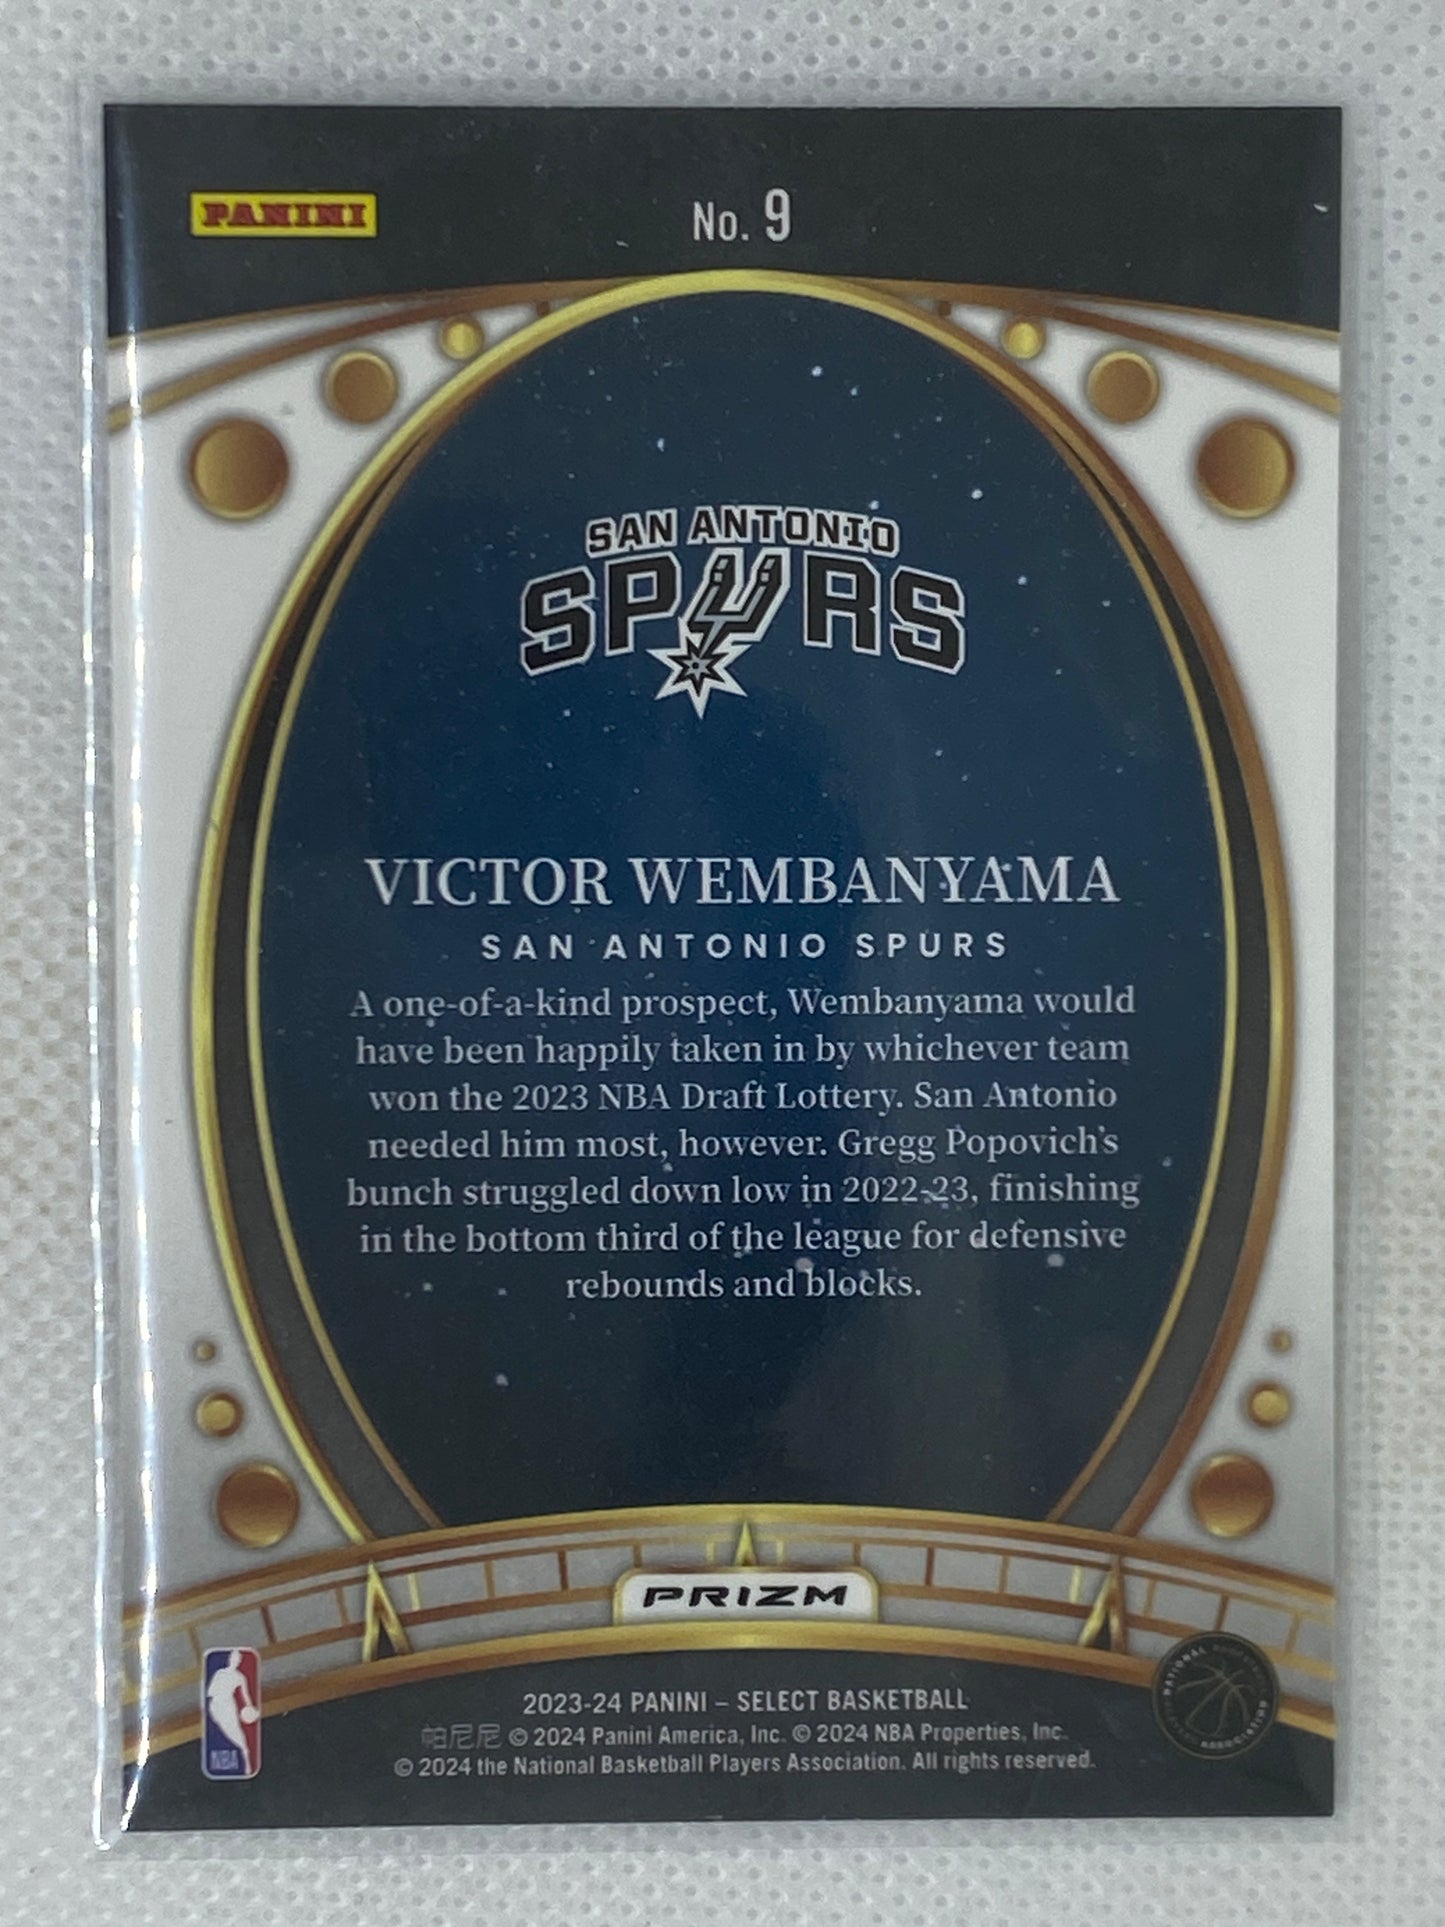 PANINI
No. 9
SAN ANTONIO
SPURS
VICTOR WEMBANYAMA
SAN ANTONIO SPURS
A one-of-a-kind prospect, Wembanyama would
have been happily taken in by whichever team
won the 2023 NBA Draft Lottery. San Antonio
needed him most, however. Gregg Popovich's
bunch struggled down low in 2022-23, finishing
in the bottom third of the league for defensive
rebounds and blocks.
PRIZM
NBA
2023-24 PANINI – SELECT BASKETBALL
帕尼尼 © 2024 Panini America, Inc. © 2024 NBA Properties, Inc.
© 2024 the National Basketball Players Association. All rights reserved.
NATIONAL
ASSOCIATION